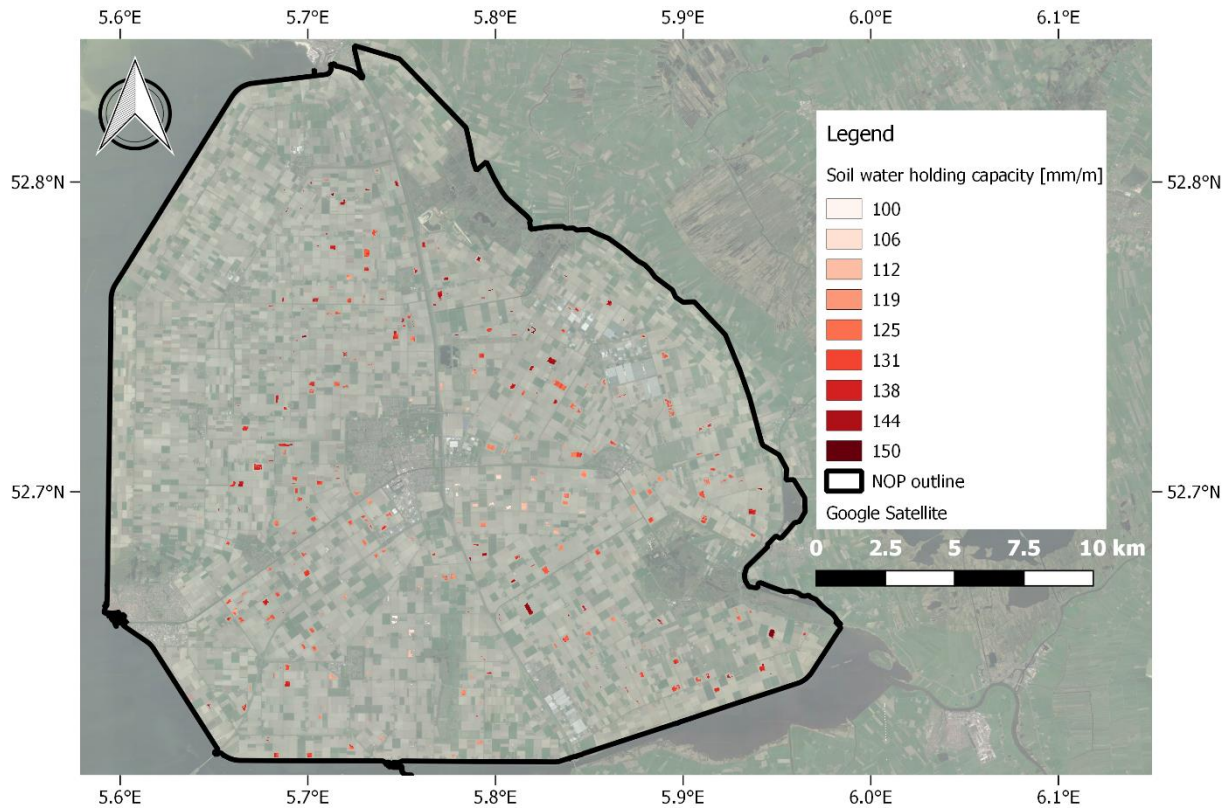 5.6°E 5.7°E 5.8°E 5.9°E 6.0°E 6.1°E
52.8°N 52.8°N
52.7°N 52.7°N
Legend
Soil water holding capacity [mm/m]
100
106
112
119
125
131
138
144
150
NOP outline
Google Satellite
0 2.5 5 7.5 10 km
5.6°E 5.7°E 5.8°E 5.9°E 6.0°E 6.1°E